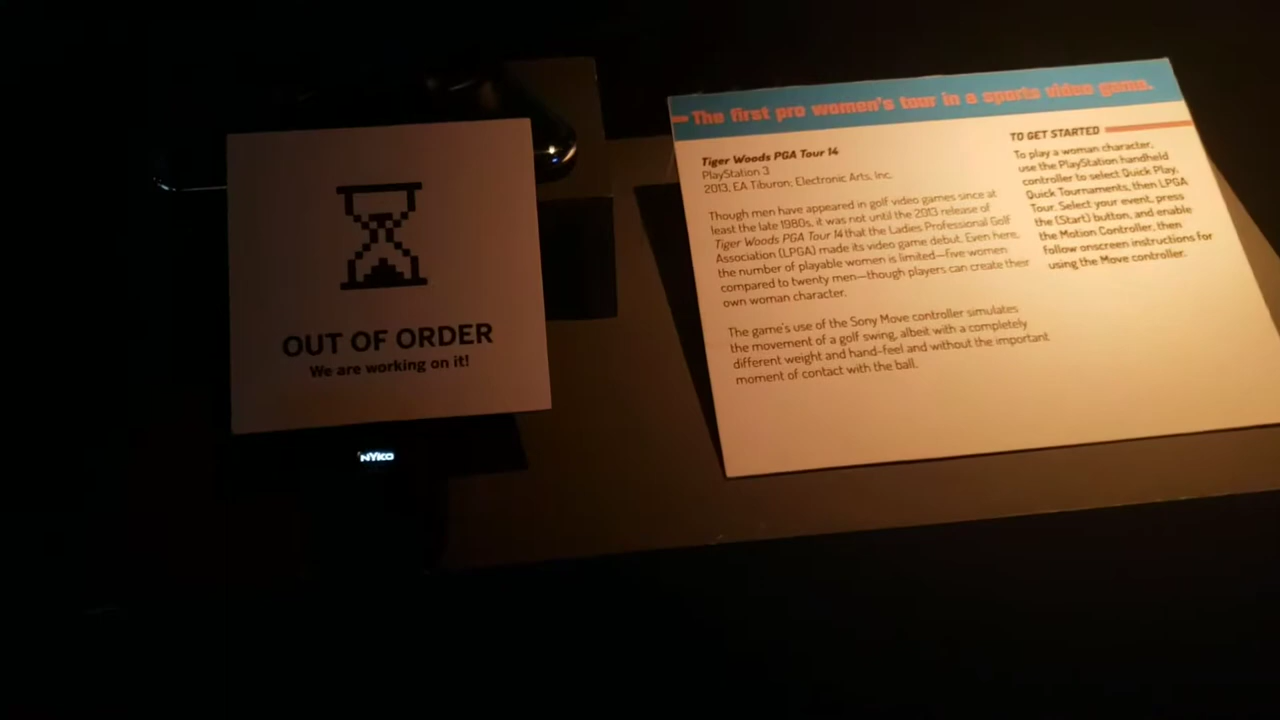 OUT OF ORDER
We are working on it!
NYKO
The first pro women's tour in a sports video game.
Tiger Woods PGA Tour 14
PlayStation 3
2013, EA Tiburon; Electronic Arts, Inc.
Though men have appeared in golf video games since at
least the late 1980s, it was not until the 2013 release of
Tiger Woods PGA Tour 14 that the Ladies Professional Golf
Association (LPGA) made its video game debut. Even here,
the number of playable women is limited—five women
compared to twenty men—though players can create their
own woman character.
The game's use of the Sony Move controller simulates
the movement of a golf swing, albeit with a completely
different weight and hand-feel and without the important
moment of contact with the ball.
TO GET STARTED
To play a woman character,
use the PlayStation handheld
controller to select Quick Play,
Quick Tournaments, then LPGA
Tour. Select your event, press
the (Start) button, and enable
the Motion Controller, then
follow onscreen instructions for
using the Move controller.